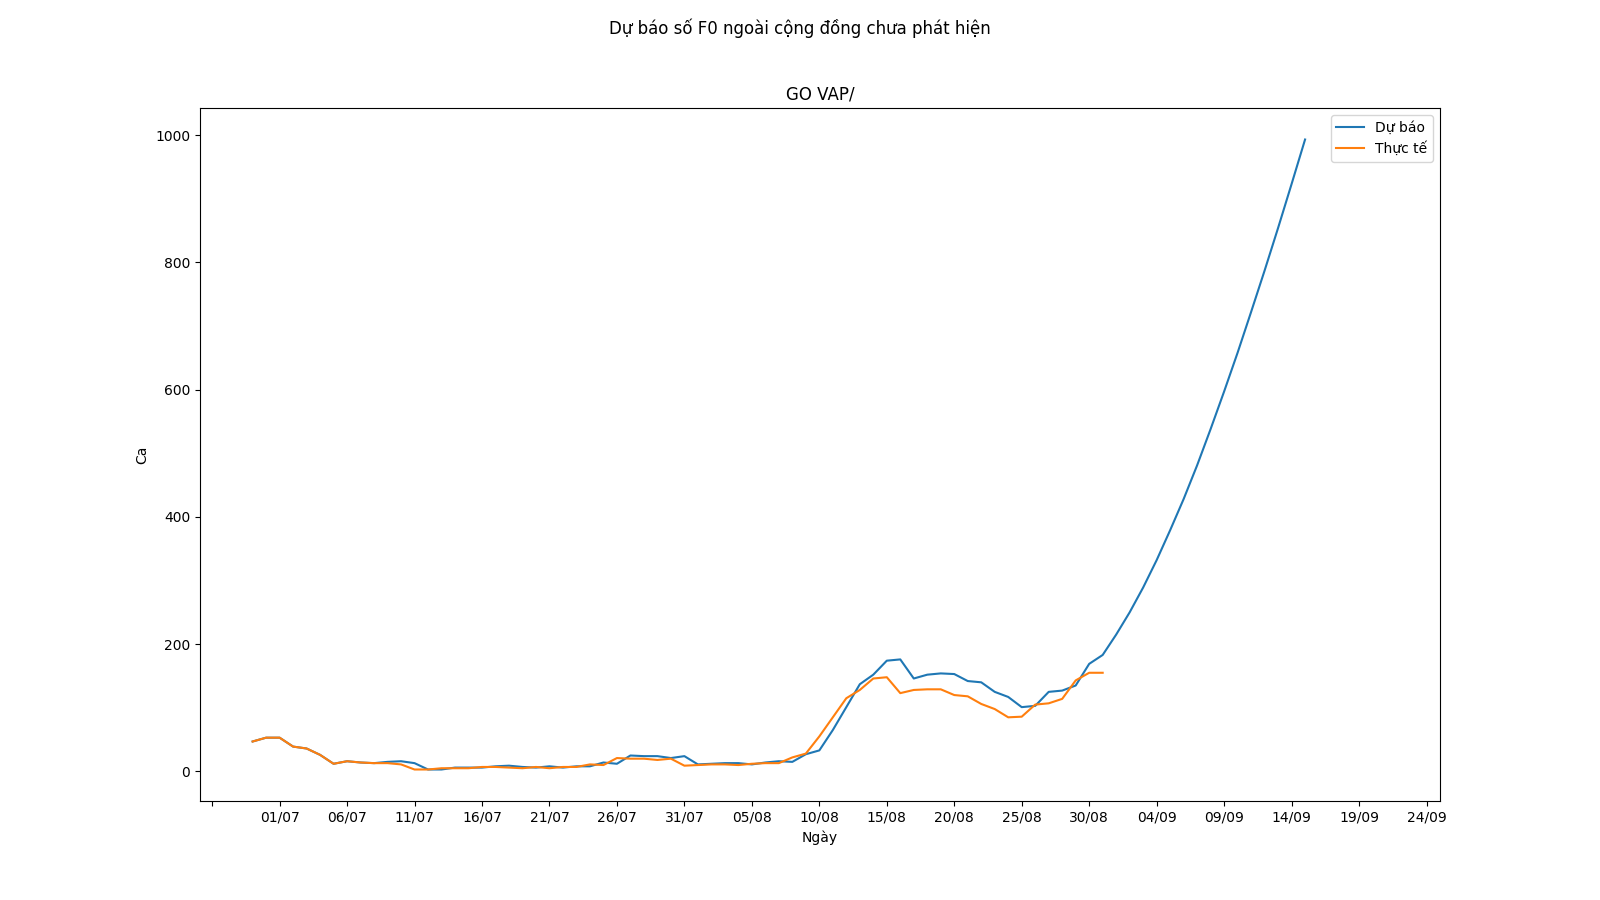 Dự báo số F0 ngoài cộng đồng chưa phát hiện
GO VAP/
Dự báo
Thực tế
1000
800
600
400
200
0
Ca
01/07 06/07 11/07 16/07 21/07 26/07 31/07 05/08 10/08 15/08 20/08 25/08 30/08 04/09 09/09 14/09 19/09 24/09
Ngày